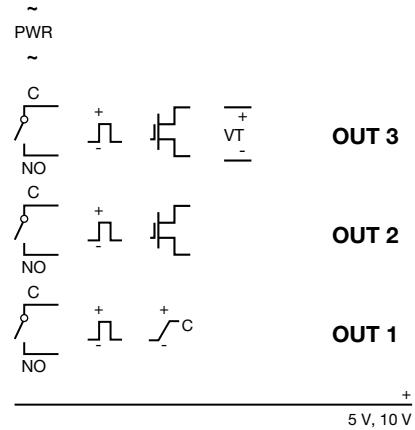 ~
PWR
~
C
NO
+
-
+
VT
-
OUT 3
C
NO
+
-
OUT 2
C
NO
+
-
+
C
-
OUT 1
+
5 V, 10 V